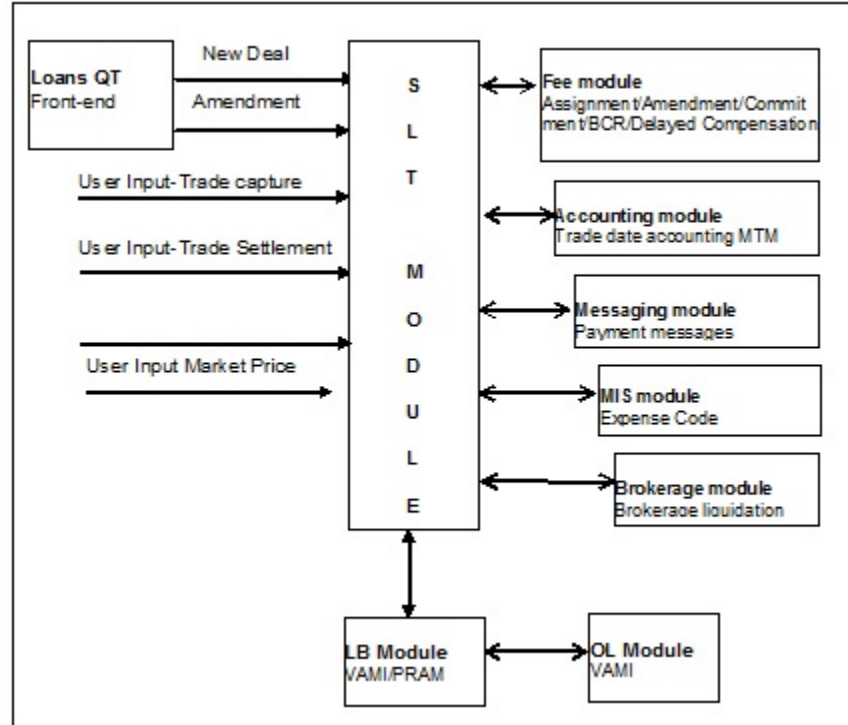 Loans QT
Front-end
New Deal
Amendment
User Input-Trade capture
User Input-Trade Settlement
User Input Market Price
S
L
T
M
O
D
U
L
E
Fee module
Assignment/Amendment/Commit
ment/BCR/Delayed Compensation
Accounting module
Trade date accounting MTM
Messaging module
Payment messages
MIS module
Expense Code
Brokerage module
Brokerage liquidation
LB Module
VAMI/PRAM
OL Module
VAMI